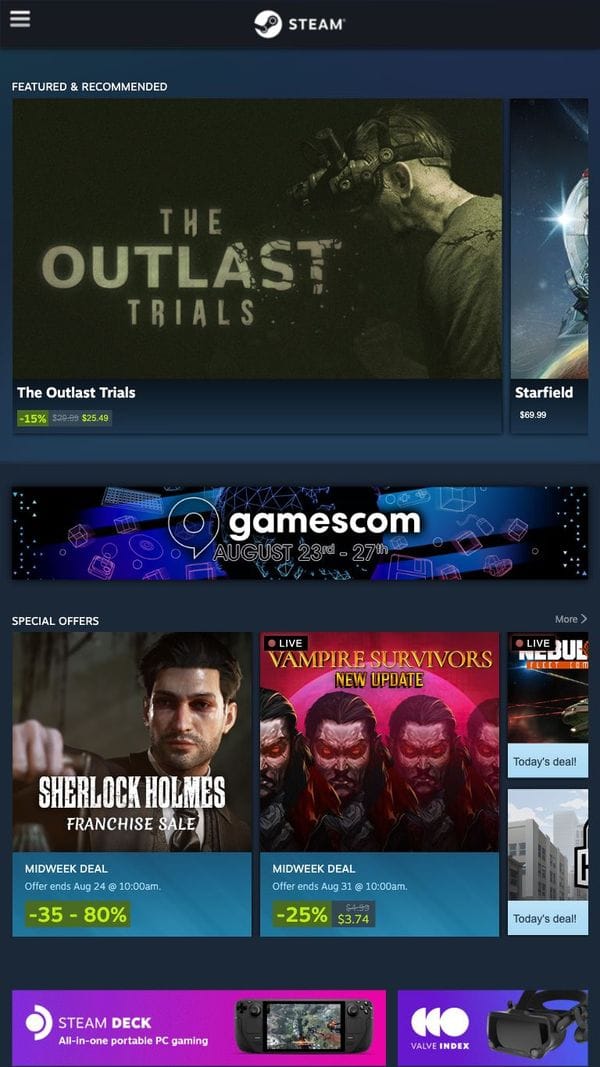 STEAM
FEATURED & RECOMMENDED
THE
OUTLAST
TRIALS
The Outlast Trials
-15% $29.99 $25.49
Starfield
$69.99
gamescom
AUGUST 23rd - 27th
SPECIAL OFFERS
More
SHERLOCK HOLMES
FRANCHISE SALE
MIDWEEK DEAL
Offer ends Aug 24 @ 10:00am.
-35 - 80%
LIVE
VAMPIRE SURVIVORS
NEW UPDATE
MIDWEEK DEAL
Offer ends Aug 31 @ 10:00am.
-25% $4.99
$3.74
LIVE
NEBUL
FLEET COM
Today's deal!
Today's deal!
STEAM DECK
All-in-one portable PC gaming
VALVE INDEX